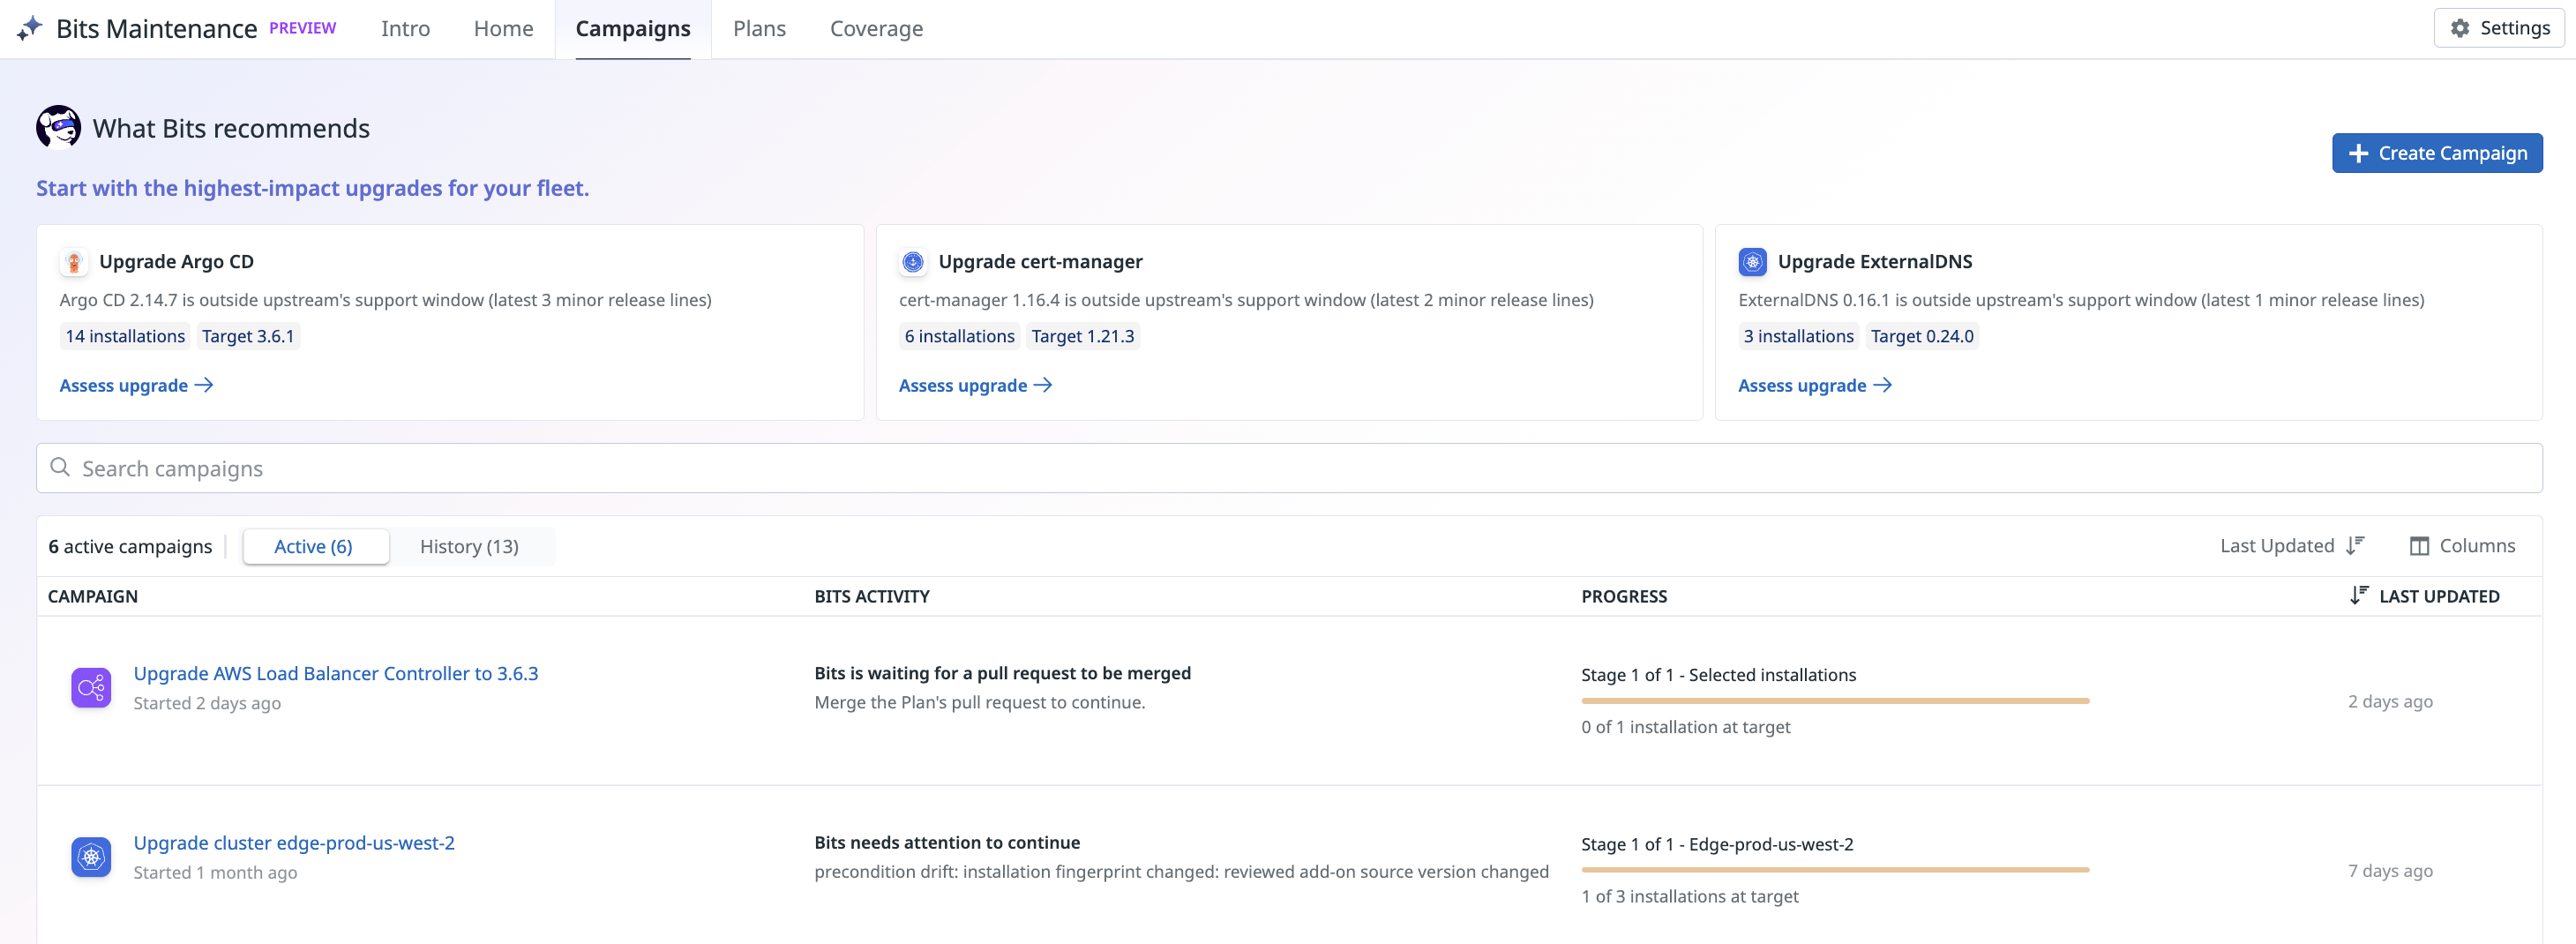 Bits Maintenance PREVIEW Intro Home Campaigns Plans Coverage Settings
What Bits recommends
Create Campaign
Start with the highest-impact upgrades for your fleet.
Upgrade Argo CD
Argo CD 2.14.7 is outside upstream's support window (latest 3 minor release lines)
14 installations Target 3.6.1
Assess upgrade
Upgrade cert-manager
cert-manager 1.16.4 is outside upstream's support window (latest 2 minor release lines)
6 installations Target 1.21.3
Assess upgrade
Upgrade ExternalDNS
ExternalDNS 0.16.1 is outside upstream's support window (latest 1 minor release lines)
3 installations Target 0.24.0
Assess upgrade
Search campaigns
6 active campaigns Active (6) History (13) Last Updated Columns
CAMPAIGN BITS ACTIVITY PROGRESS LAST UPDATED
Upgrade AWS Load Balancer Controller to 3.6.3
Started 2 days ago
Bits is waiting for a pull request to be merged
Merge the Plan's pull request to continue.
Stage 1 of 1 - Selected installations
0 of 1 installation at target
2 days ago
Upgrade cluster edge-prod-us-west-2
Started 1 month ago
Bits needs attention to continue
precondition drift: installation fingerprint changed: reviewed add-on source version changed
Stage 1 of 1 - Edge-prod-us-west-2
1 of 3 installations at target
7 days ago